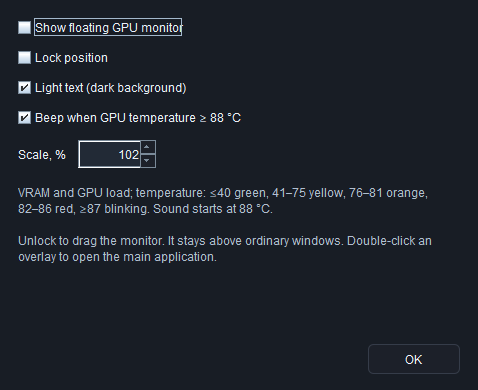 Show floating GPU monitor
Lock position
Light text (dark background)
Beep when GPU temperature ≥ 88 °C
Scale, % 102
VRAM and GPU load; temperature: ≤40 green, 41–75 yellow, 76–81 orange,
82–86 red, ≥87 blinking. Sound starts at 88 °C.
Unlock to drag the monitor. It stays above ordinary windows. Double-click an
overlay to open the main application.
OK